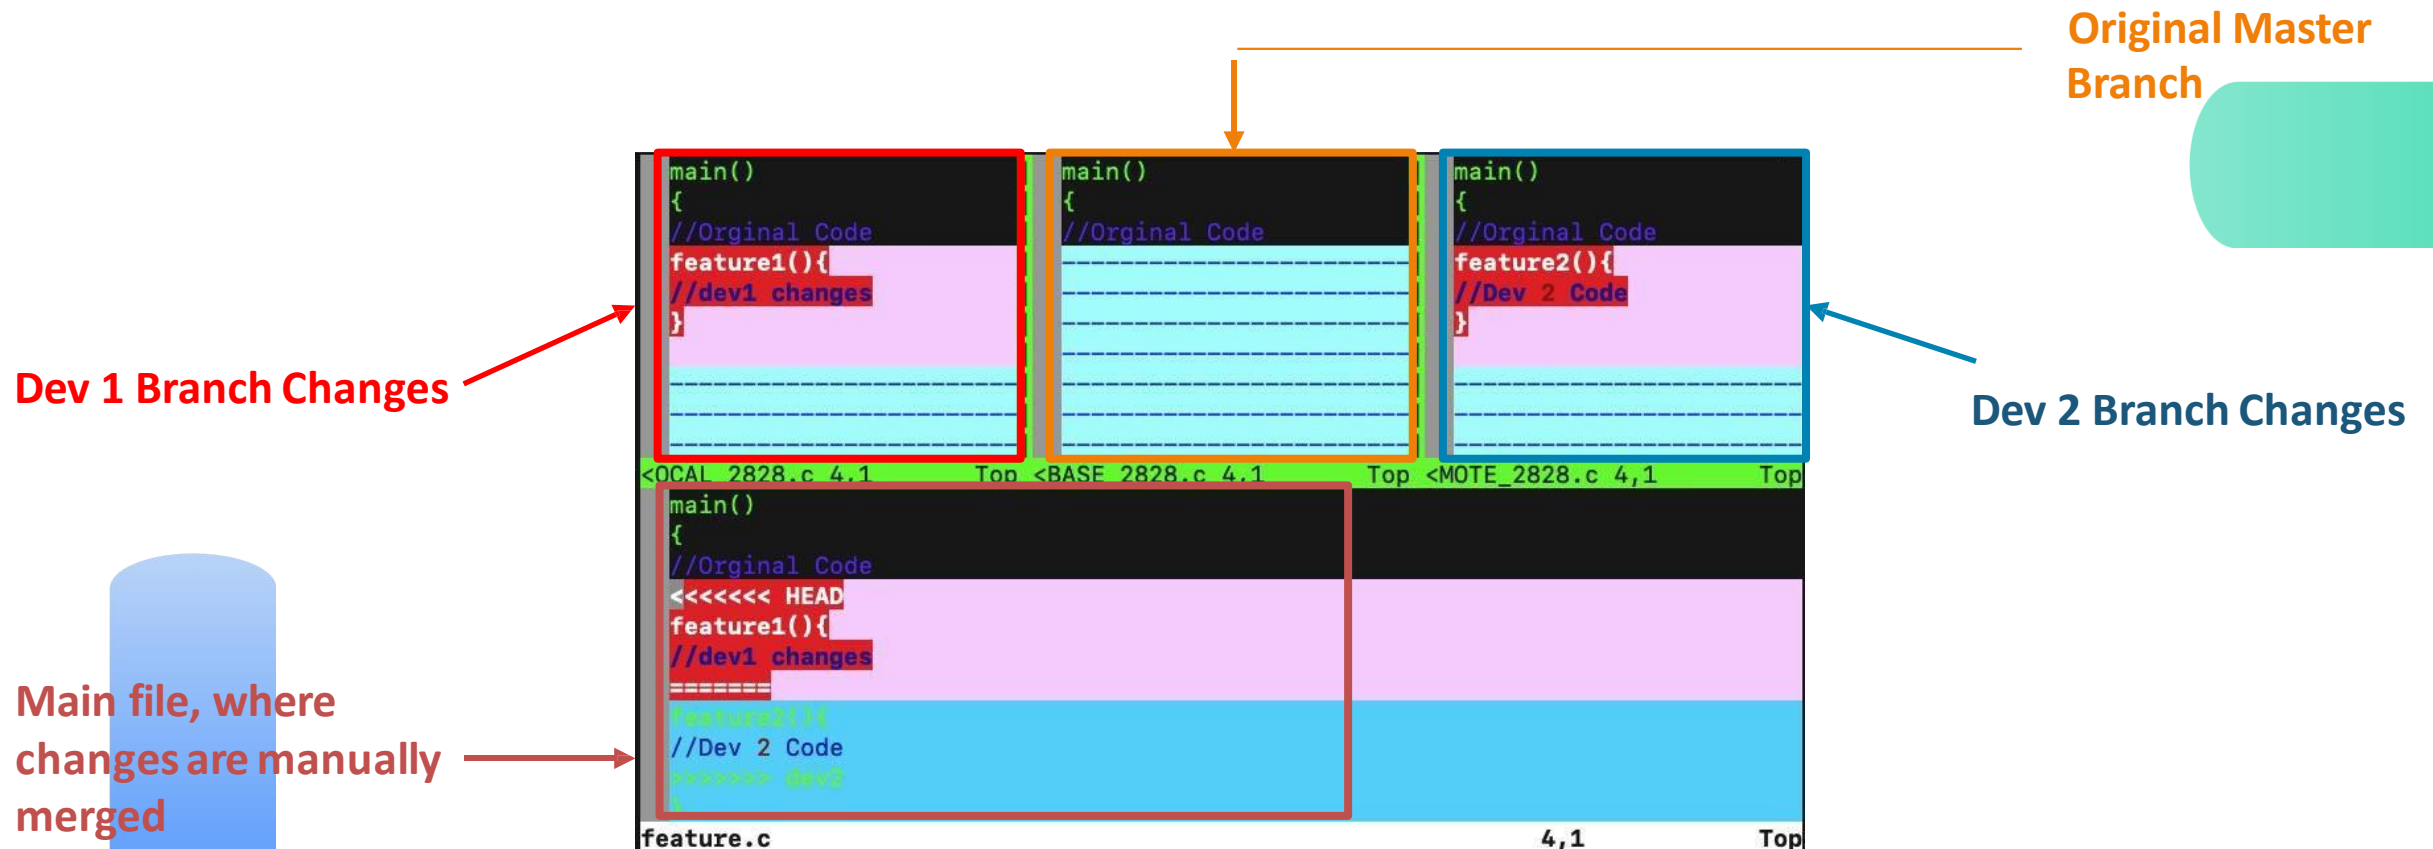 Original Master
Branch
main()
{
//Orginal Code
feature1(){
//dev1 changes
}
<OCAL_2828.c 4,1 Top
main()
{
//Orginal Code
<BASE_2828.c 4,1 Top
main()
{
//Orginal Code
feature2(){
//Dev 2 Code
}
<MOTE_2828.c 4,1 Top
Dev 1 Branch Changes
Dev 2 Branch Changes
main()
{
//Orginal Code
<<<<<<< HEAD
feature1(){
//dev1 changes
=======
feature2(){
//Dev 2 Code
>>>>>>> dev2
}
feature.c 4,1 Top
Main file, where
changes are manually
merged